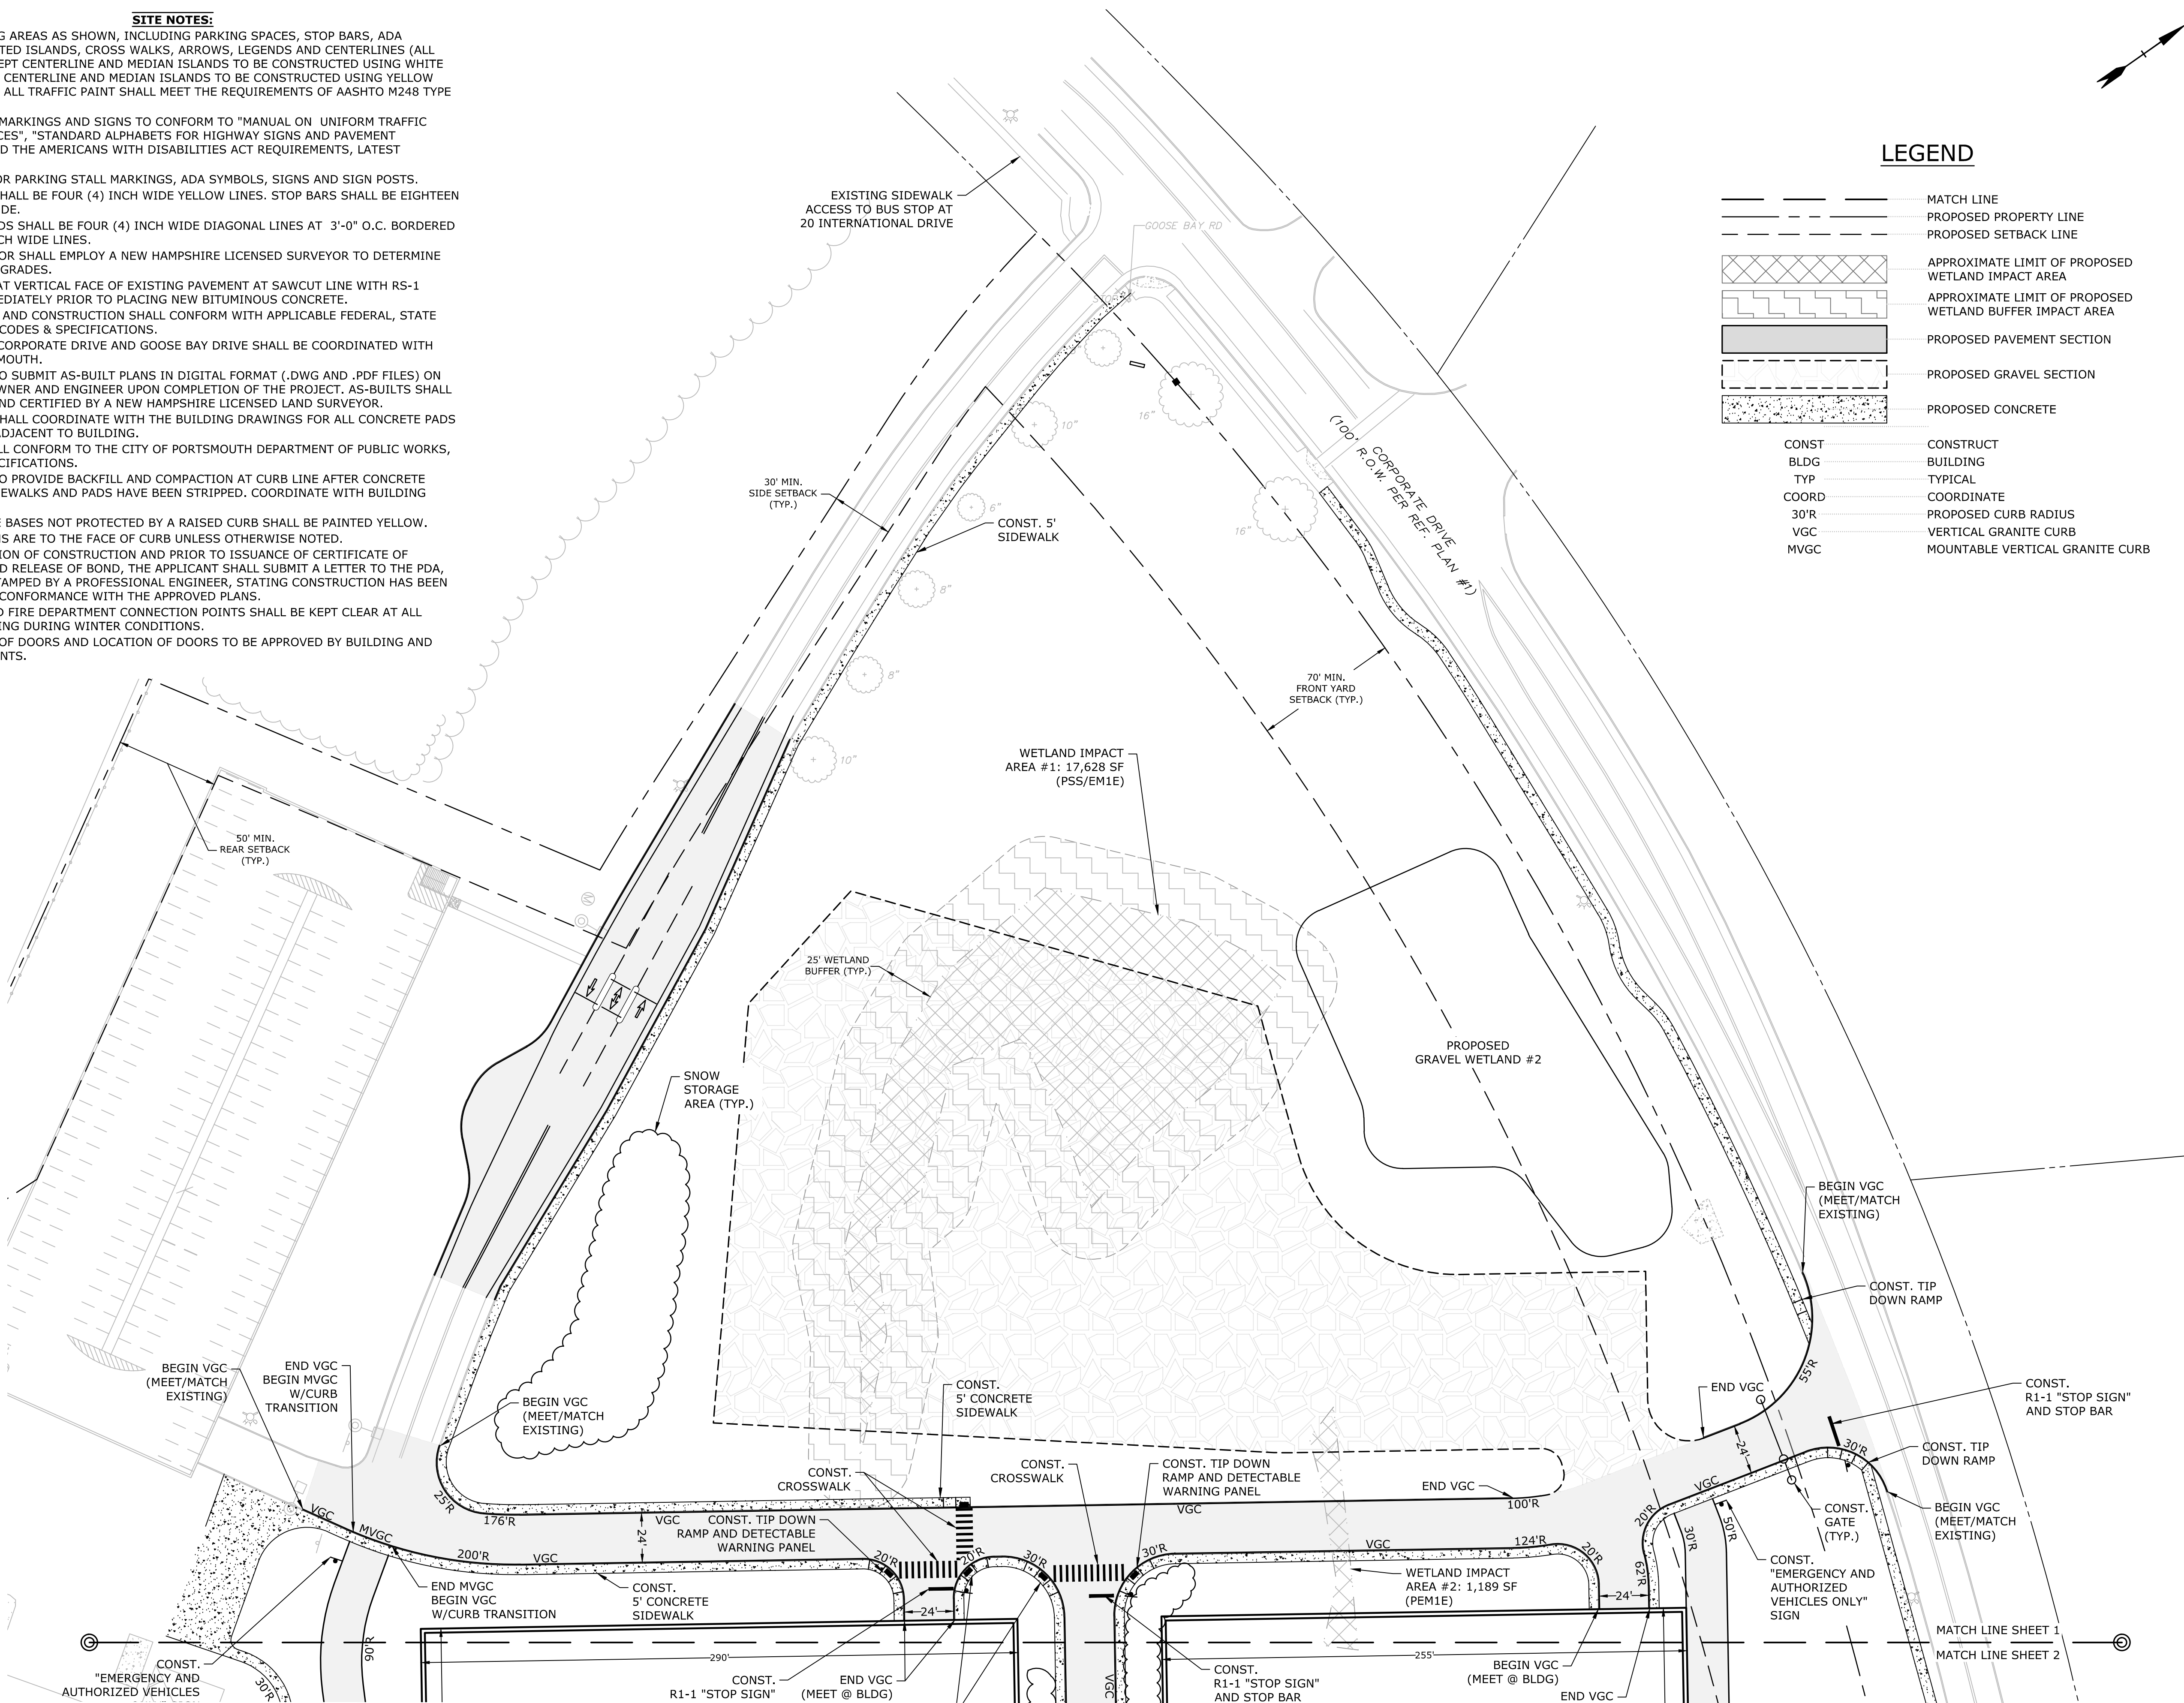 SITE NOTES:
G AREAS AS SHOWN, INCLUDING PARKING SPACES, STOP BARS, ADA
TED ISLANDS, CROSS WALKS, ARROWS, LEGENDS AND CENTERLINES (ALL
EPT CENTERLINE AND MEDIAN ISLANDS TO BE CONSTRUCTED USING WHITE
CENTERLINE AND MEDIAN ISLANDS TO BE CONSTRUCTED USING YELLOW
ALL TRAFFIC PAINT SHALL MEET THE REQUIREMENTS OF AASHTO M248 TYPE
MARKINGS AND SIGNS TO CONFORM TO "MANUAL ON UNIFORM TRAFFIC
CES", "STANDARD ALPHABETS FOR HIGHWAY SIGNS AND PAVEMENT
D THE AMERICANS WITH DISABILITIES ACT REQUIREMENTS, LATEST
OR PARKING STALL MARKINGS, ADA SYMBOLS, SIGNS AND SIGN POSTS.
SHALL BE FOUR (4) INCH WIDE YELLOW LINES. STOP BARS SHALL BE EIGHTEEN
DE.
DS SHALL BE FOUR (4) INCH WIDE DIAGONAL LINES AT 3'-0" O.C. BORDERED
CH WIDE LINES.
OR SHALL EMPLOY A NEW HAMPSHIRE LICENSED SURVEYOR TO DETERMINE
GRADES.
AT VERTICAL FACE OF EXISTING PAVEMENT AT SAWCUT LINE WITH RS-1
EDIATELY PRIOR TO PLACING NEW BITUMINOUS CONCRETE.
AND CONSTRUCTION SHALL CONFORM WITH APPLICABLE FEDERAL, STATE
CODES & SPECIFICATIONS.
CORPORATE DRIVE AND GOOSE BAY DRIVE SHALL BE COORDINATED WITH
MOUTH.
O SUBMIT AS-BUILT PLANS IN DIGITAL FORMAT (.DWG AND .PDF FILES) ON
WNER AND ENGINEER UPON COMPLETION OF THE PROJECT. AS-BUILTS SHALL
ND CERTIFIED BY A NEW HAMPSHIRE LICENSED LAND SURVEYOR.
SHALL COORDINATE WITH THE BUILDING DRAWINGS FOR ALL CONCRETE PADS
ADJACENT TO BUILDING.
LL CONFORM TO THE CITY OF PORTSMOUTH DEPARTMENT OF PUBLIC WORKS,
CIFICATIONS.
O PROVIDE BACKFILL AND COMPACTION AT CURB LINE AFTER CONCRETE
EWALKS AND PADS HAVE BEEN STRIPPED. COORDINATE WITH BUILDING
E BASES NOT PROTECTED BY A RAISED CURB SHALL BE PAINTED YELLOW.
NS ARE TO THE FACE OF CURB UNLESS OTHERWISE NOTED.
ION OF CONSTRUCTION AND PRIOR TO ISSUANCE OF CERTIFICATE OF
D RELEASE OF BOND, THE APPLICANT SHALL SUBMIT A LETTER TO THE PDA,
TAMPED BY A PROFESSIONAL ENGINEER, STATING CONSTRUCTION HAS BEEN
CONFORMANCE WITH THE APPROVED PLANS.
D FIRE DEPARTMENT CONNECTION POINTS SHALL BE KEPT CLEAR AT ALL
ING DURING WINTER CONDITIONS.
OF DOORS AND LOCATION OF DOORS TO BE APPROVED BY BUILDING AND
NTS.
LEGEND
MATCH LINE
PROPOSED PROPERTY LINE
PROPOSED SETBACK LINE
APPROXIMATE LIMIT OF PROPOSED
WETLAND IMPACT AREA
APPROXIMATE LIMIT OF PROPOSED
WETLAND BUFFER IMPACT AREA
PROPOSED PAVEMENT SECTION
PROPOSED GRAVEL SECTION
PROPOSED CONCRETE
CONST CONSTRUCT
BLDG BUILDING
TYP TYPICAL
COORD COORDINATE
30'R PROPOSED CURB RADIUS
VGC VERTICAL GRANITE CURB
MVGC MOUNTABLE VERTICAL GRANITE CURB
EXISTING SIDEWALK
ACCESS TO BUS STOP AT
20 INTERNATIONAL DRIVE
GOOSE BAY RD
STOP
16"
10"
30' MIN.
SIDE SETBACK
(TYP.)
6"
CONST. 5'
SIDEWALK
16"
CORPORATE DRIVE
(100' R.O.W. PER REF. PLAN #1)
8"
8"
10"
70' MIN.
FRONT YARD
SETBACK (TYP.)
WETLAND IMPACT
AREA #1: 17,628 SF
(PSS/EM1E)
50' MIN.
REAR SETBACK
(TYP.)
25' WETLAND
BUFFER (TYP.)
PROPOSED
GRAVEL WETLAND #2
SNOW
STORAGE
AREA (TYP.)
BEGIN VGC
(MEET/MATCH
EXISTING)
CONST. TIP
DOWN RAMP
BEGIN VGC
(MEET/MATCH
EXISTING)
END VGC
BEGIN MVGC
W/CURB
TRANSITION
BEGIN VGC
(MEET/MATCH
EXISTING)
CONST.
5' CONCRETE
SIDEWALK
END VGC
55'R
CONST.
R1-1 "STOP SIGN"
AND STOP BAR
CONST.
CROSSWALK
CONST.
CROSSWALK
CONST. TIP DOWN
RAMP AND DETECTABLE
WARNING PANEL
END VGC
100'R
24'
30'R
CONST. TIP
DOWN RAMP
VGC
25'R
176'R
VGC
CONST. TIP DOWN
RAMP AND DETECTABLE
WARNING PANEL
VGC
VGC
MVGC
24'
200'R
VGC
20'R
20'R
30'R
30'R
VGC
124'R
20'R
20'R
30'R
50'R
62'R
CONST.
GATE
(TYP.)
BEGIN VGC
(MEET/MATCH
EXISTING)
END MVGC
BEGIN VGC
W/CURB TRANSITION
CONST.
5' CONCRETE
SIDEWALK
24'
WETLAND IMPACT
AREA #2: 1,189 SF
(PEM1E)
24'
CONST.
"EMERGENCY AND
AUTHORIZED
VEHICLES ONLY"
SIGN
MATCH LINE SHEET 1
MATCH LINE SHEET 2
90'R
290'
255'
CONST.
"EMERGENCY AND
AUTHORIZED VEHICLES
30'R
CONST.
R1-1 "STOP SIGN"
END VGC
(MEET @ BLDG)
VGC
CONST.
R1-1 "STOP SIGN"
AND STOP BAR
BEGIN VGC
(MEET @ BLDG)
END VGC